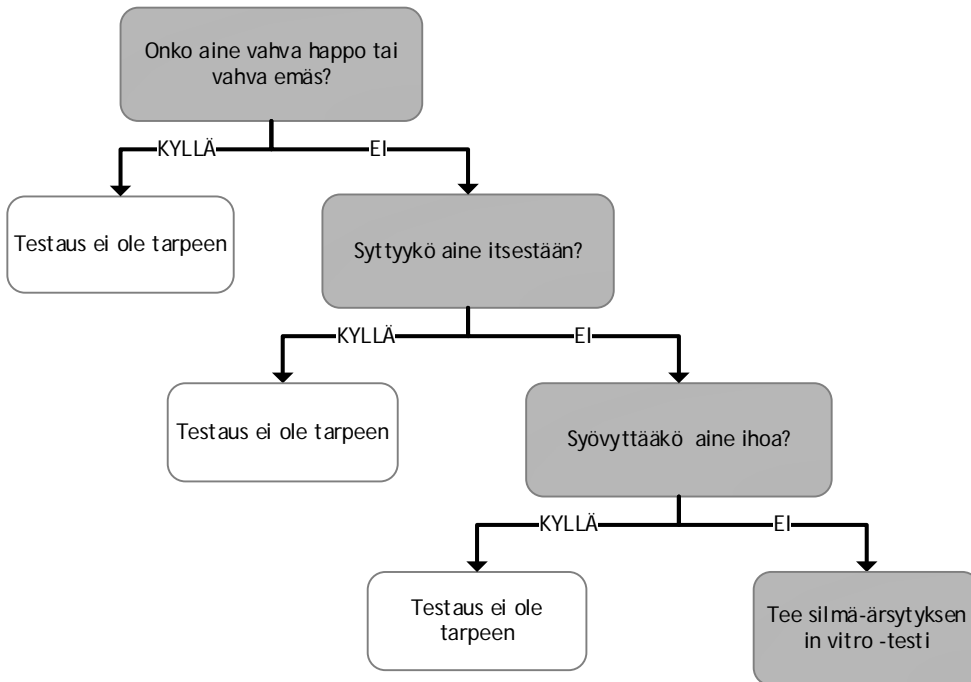 Onko aine vahva happo tai
vahva emäs?
KYLLÄ
EI
Testaus ei ole tarpeen
Syttyykö aine itsestään?
KYLLÄ
EI
Testaus ei ole tarpeen
Syövyttääkö aine ihoa?
KYLLÄ
EI
Testaus ei ole
tarpeen
Tee silmä-ärsytyksen
in vitro -testi